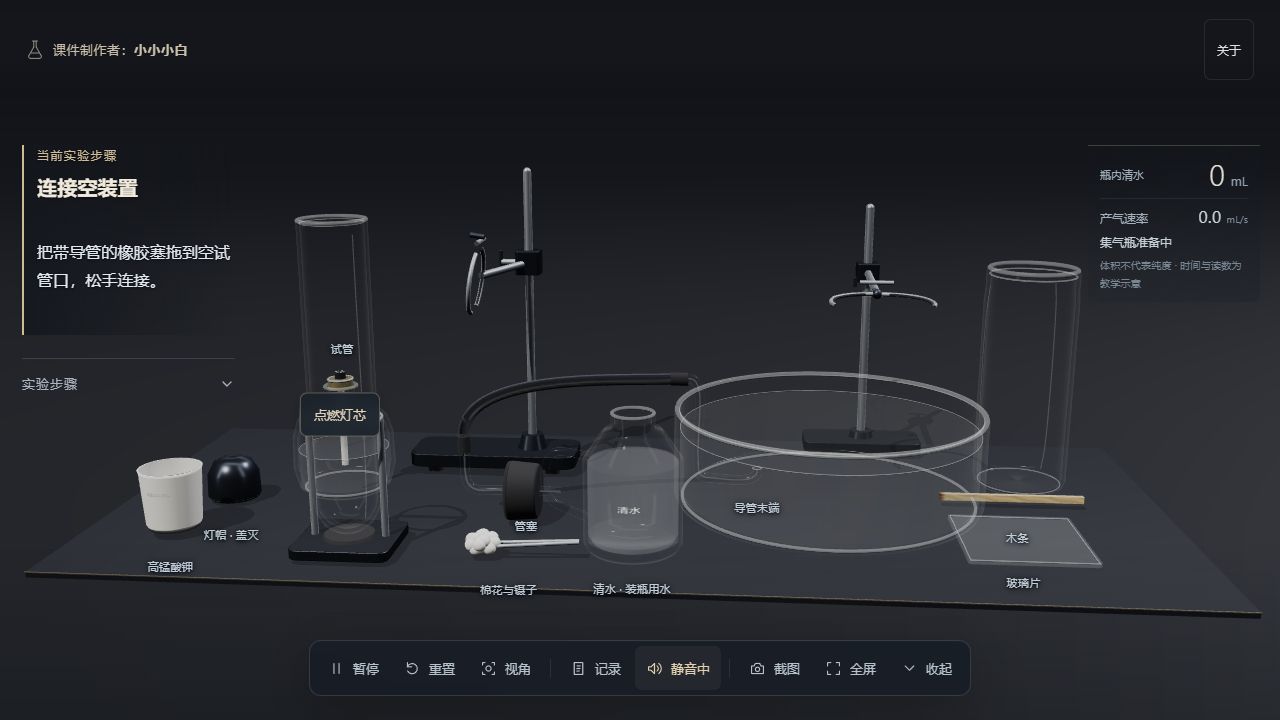 课件制作者：小小小白
关于
当前实验步骤
连接空装置
把带导管的橡胶塞拖到空试
管口，松手连接。
实验步骤
瓶内清水
0 mL
产气速率
0.0 mL/s
集气瓶准备中
体积不代表纯度 · 时间与读数为
教学示意
试管
点燃灯芯
灯帽 · 盖灭
高锰酸钾
管塞
棉花与镊子
清水
清水 · 装瓶用水
导管末端
木条
玻璃片
暂停
重置
视角
记录
静音中
截图
全屏
收起